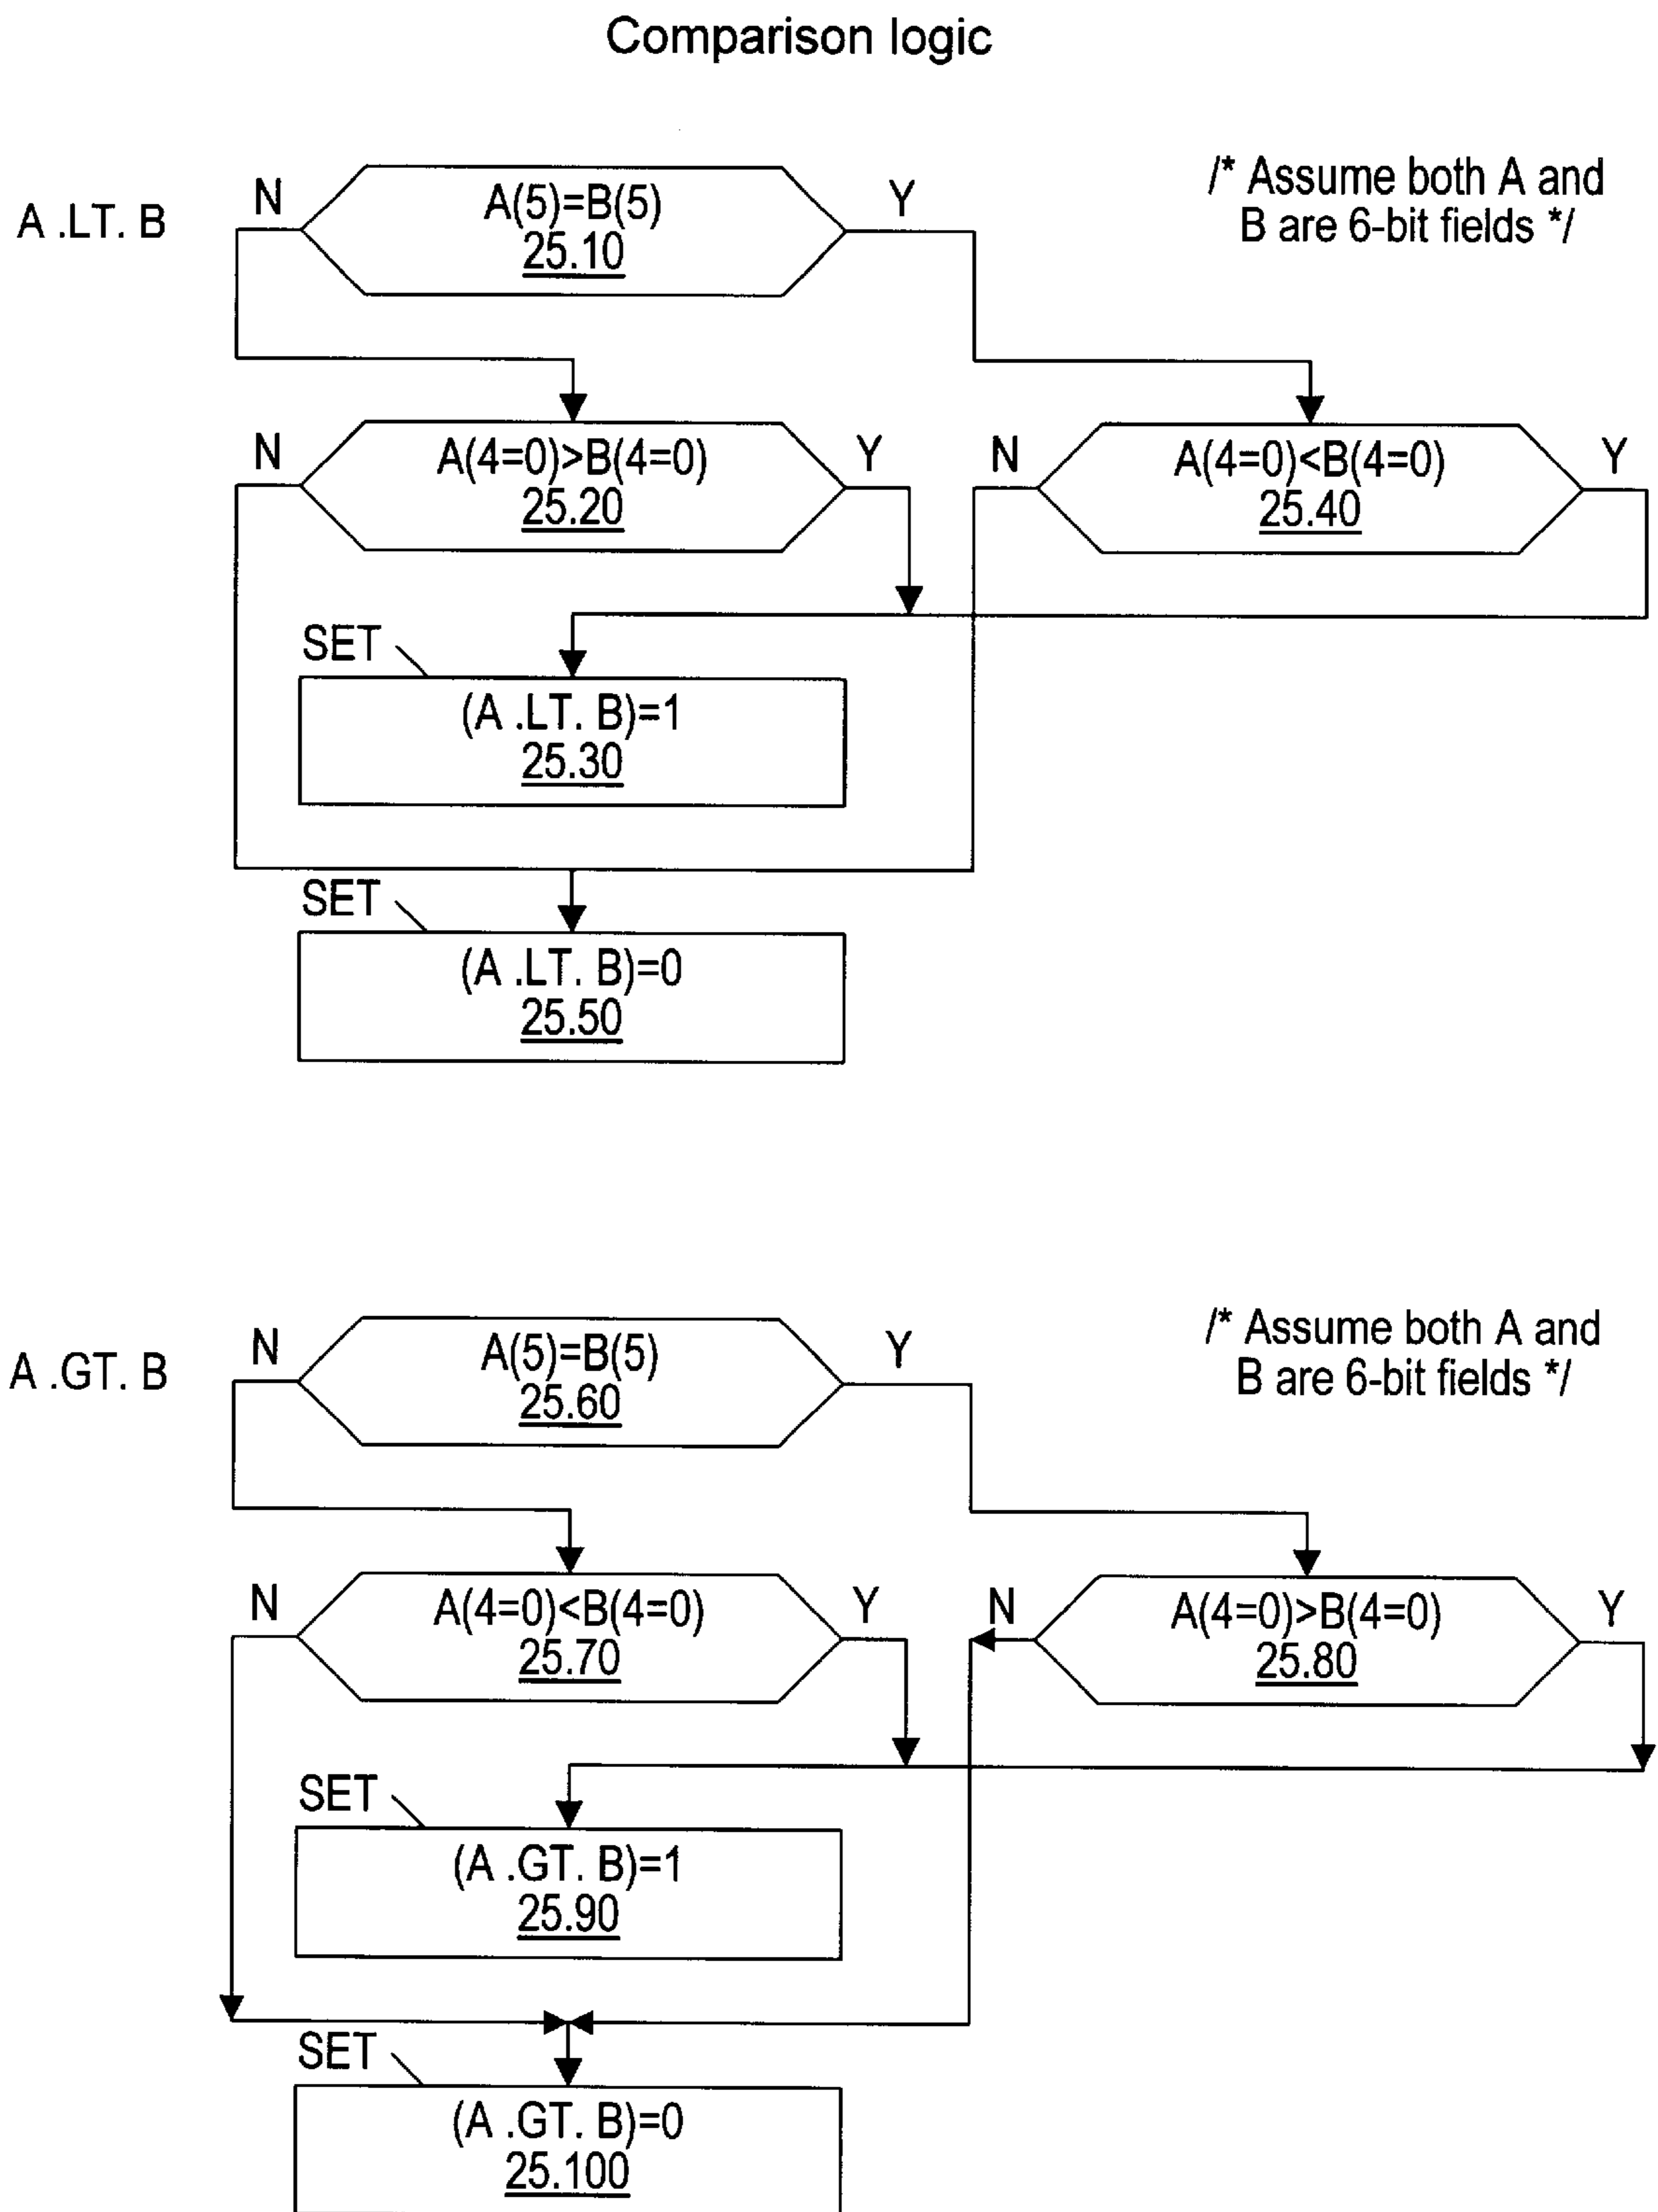 Comparison logic
A .LT. B
N
A(5)=B(5)
25.10
Y
/* Assume both A and
B are 6-bit fields */
N
A(4=0)>B(4=0)
25.20
Y
N
A(4=0)<B(4=0)
25.40
Y
SET
(A .LT. B)=1
25.30
SET
(A .LT. B)=0
25.50
A .GT. B
N
A(5)=B(5)
25.60
Y
/* Assume both A and
B are 6-bit fields */
N
A(4=0)<B(4=0)
25.70
Y
N
A(4=0)>B(4=0)
25.80
Y
SET
(A .GT. B)=1
25.90
SET
(A .GT. B)=0
25.100